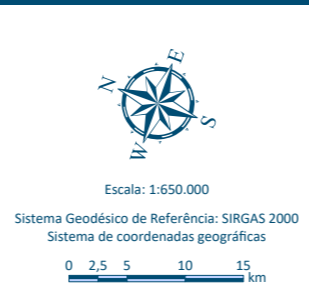 N E
W S
Escala: 1:650.000
Sistema Geodésico de Referência: SIRGAS 2000
Sistema de coordenadas geográficas
0 2,5 5 10 15
km